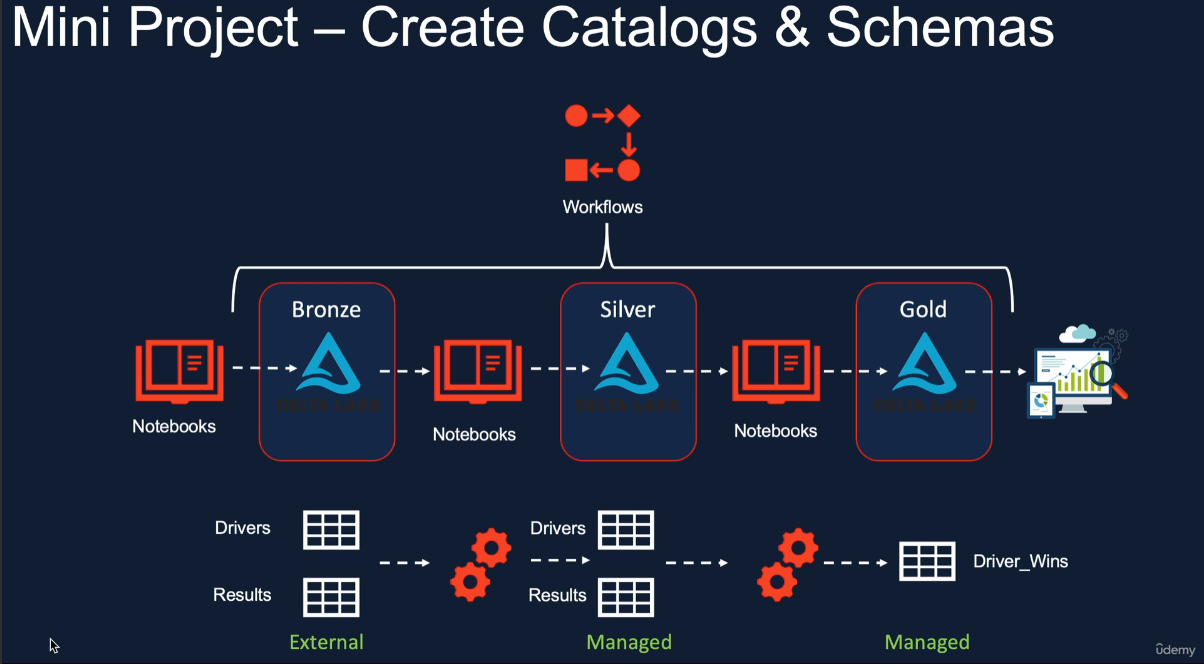 Mini Project – Create Catalogs & Schemas
Workflows
Bronze
Silver
Gold
DELTA LAKE
DELTA LAKE
DELTA LAKE
Notebooks
Notebooks
Notebooks
Drivers
Drivers
Driver_Wins
Results
Results
External
Managed
Managed
udemy